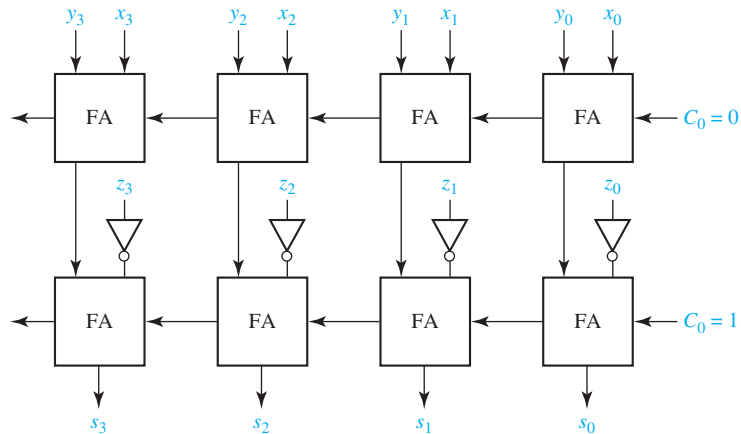 y₃ x₃ y₂ x₂ y₁ x₁ y₀ x₀
FA FA FA FA C₀ = 0
z₃ z₂ z₁ z₀
FA FA FA FA C₀ = 1
s₃ s₂ s₁ s₀